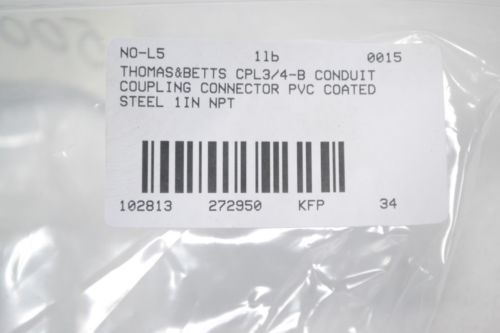 NO-L5 1lb 0015
THOMAS&BETTS CPL3/4-B CONDUIT
COUPLING CONNECTOR PVC COATED
STEEL 1IN NPT
102813 272950 KFP 34